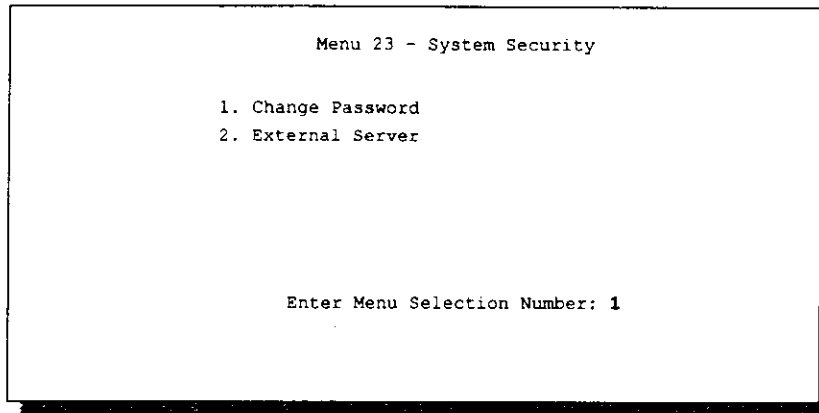 Menu 23 - System Security
1. Change Password
2. External Server
Enter Menu Selection Number: 1